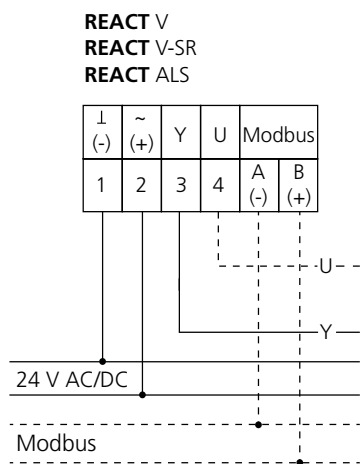 REACT V
REACT V-SR
REACT ALS
⊥ ~ Y U Modbus
(-) (+)
1 2 3 4 A B
(-) (+)
U
Y
24 V AC/DC
Modbus